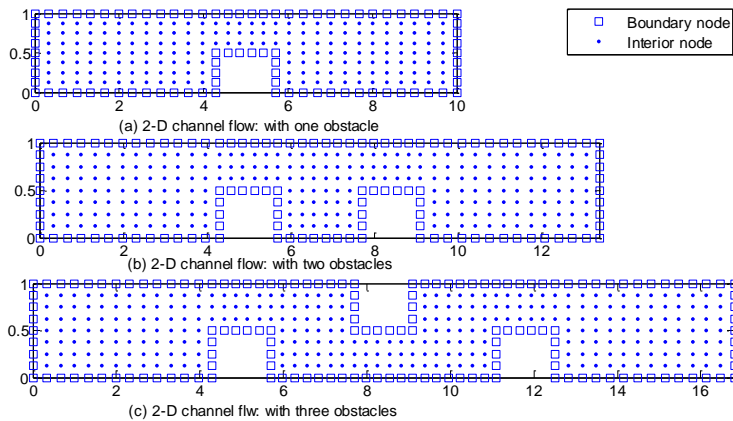 1
0.5
0
0 2 4 6 8 10
(a) 2-D channel flow: with one obstacle
Boundary node
Interior node
1
0.5
0
0 2 4 6 8 10 12
(b) 2-D channel flow: with two obstacles
1
0.5
0
0 2 4 6 8 10 12 14 16
(c) 2-D channel flw: with three obstacles